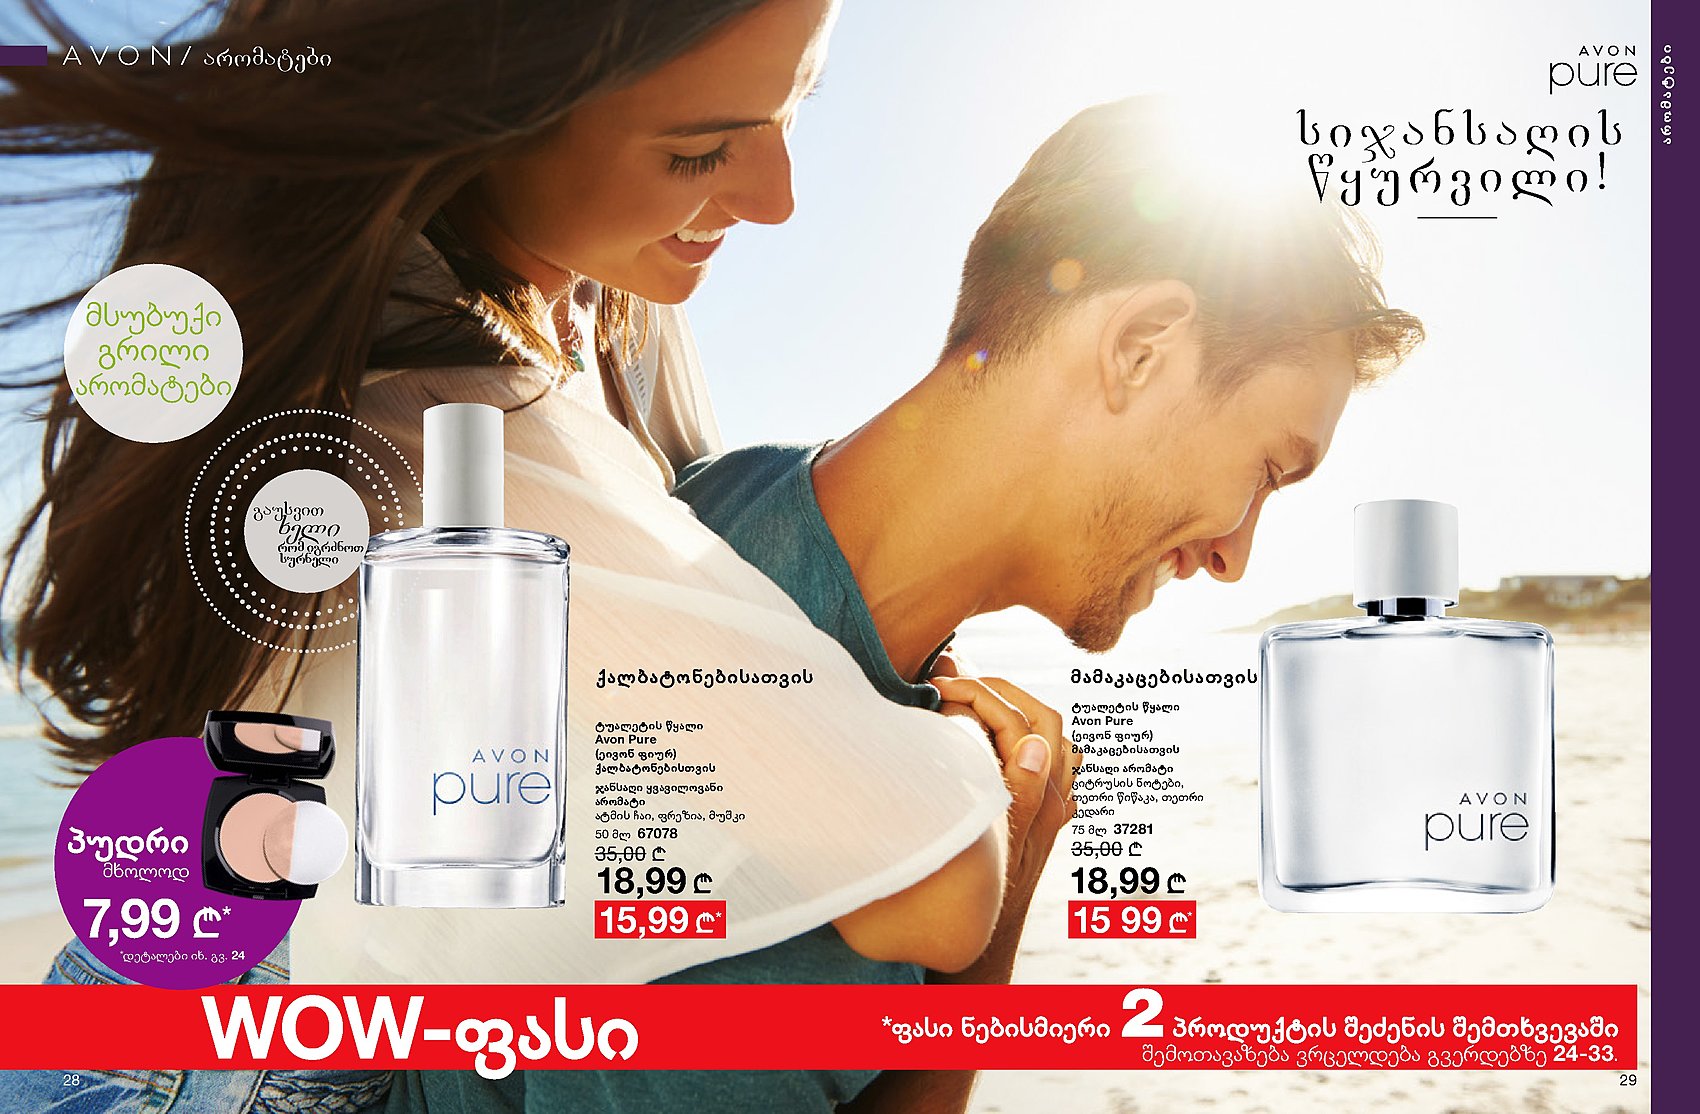 AVON/ არომატები
AVON
pure
სიჯანსაღის
წყურვილი!
არომატები
მსუბუქი
გრილი
არომატები
გაუსვით
ხელი
რომ იგრძნოთ
სურნელი
AVON
pure
ქალბატონებისათვის
ტუალეტის წყალი
Avon Pure
(ეივონ ფიურ)
ქალბატონებისთვის
ჯანსაღი ყვავილოვანი
არომატი
ატმის ჩაი, ფრეზია, მუშკი
50 მლ 67078
35,00 ₾
18,99 ₾
15,99 ₾*
მამაკაცებისათვის
ტუალეტის წყალი
Avon Pure
(ეივონ ფიურ)
მამაკაცებისათვის
ჯანსაღი არომატი
ციტრუსის ნოტები,
თეთრი წიწაკა, თეთრი
კედარი
75 მლ 37281
35,00 ₾
18,99 ₾
15 99 ₾*
AVON
pure
პუდრი
მხოლოდ
7,99 ₾*
*დეტალები იხ. გვ. 24
WOW-ფასი
*ფასი ნებისმიერი 2 პროდუქტის შეძენის შემთხვევაში
შემოთავაზება ვრცელდება გვერდებზე 24-33.
28
29